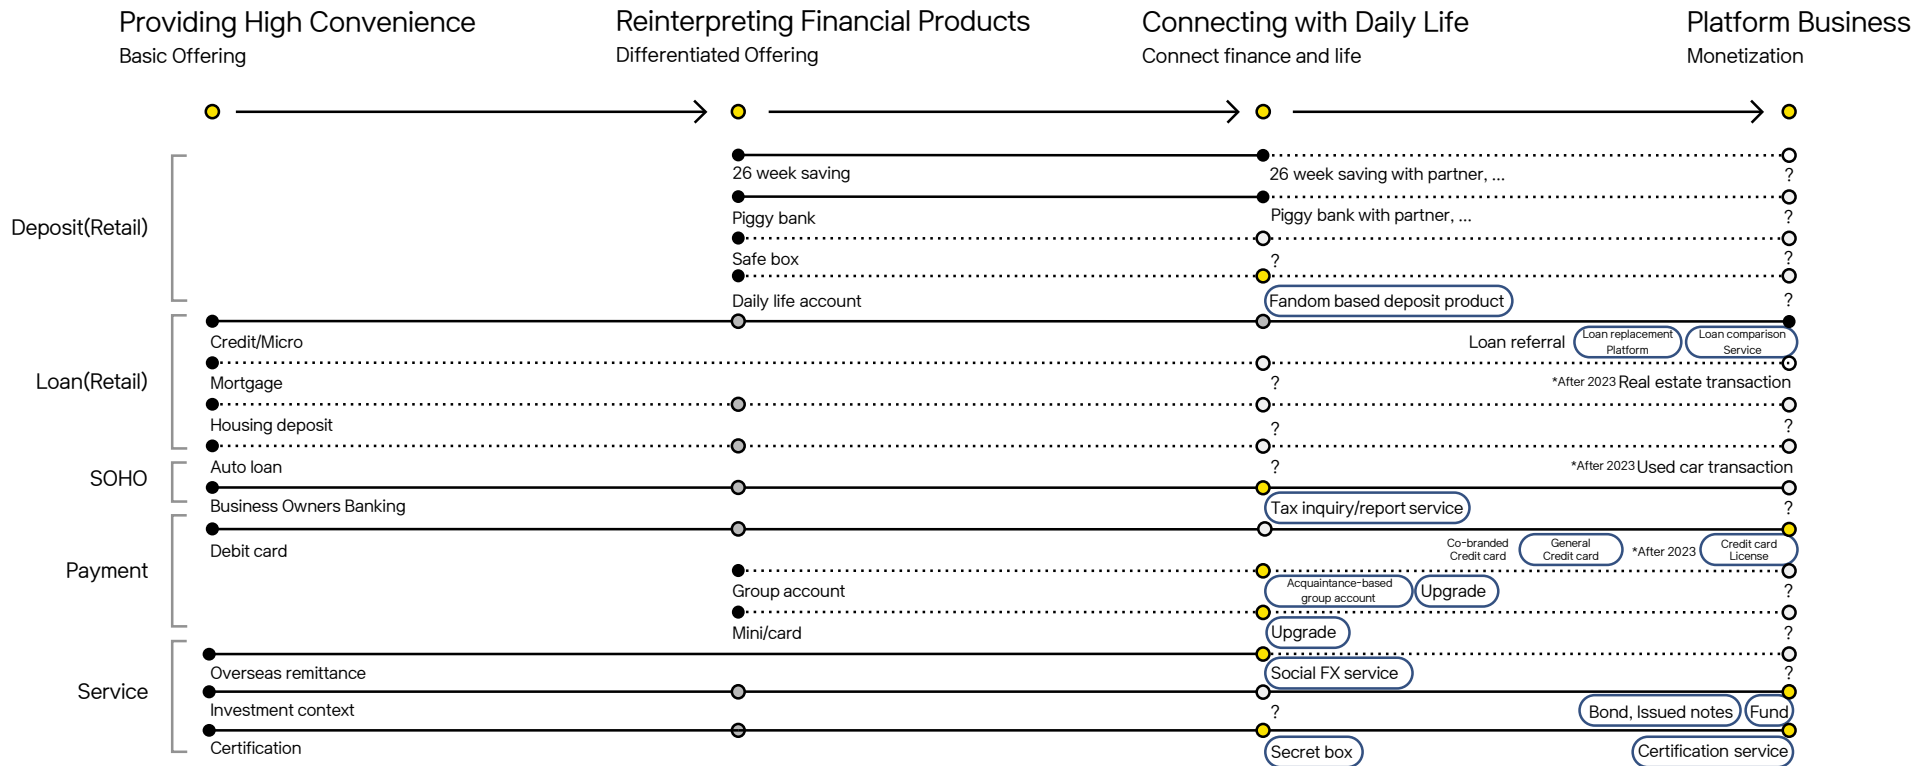 Providing High Convenience
Basic Offering
Reinterpreting Financial Products
Differentiated Offering
Connecting with Daily Life
Connect finance and life
Platform Business
Monetization
Deposit(Retail)
26 week saving
26 week saving with partner, ...
?
Piggy bank
Piggy bank with partner, ...
?
Safe box
?
?
Daily life account
Fandom based deposit product
?
Loan(Retail)
Credit/Micro
Loan referral
Loan replacement
Platform
Loan comparison
Service
Mortgage
?
*After 2023 Real estate transaction
Housing deposit
?
?
Auto loan
?
*After 2023 Used car transaction
SOHO
Business Owners Banking
Tax inquiry/report service
?
Payment
Debit card
Co-branded
Credit card
General
Credit card
*After 2023
Credit card
License
Group account
Acquaintance-based
group account
Upgrade
?
Mini/card
Upgrade
?
Service
Overseas remittance
Social FX service
?
Investment context
?
Bond, Issued notes
Fund
Certification
Secret box
Certification service